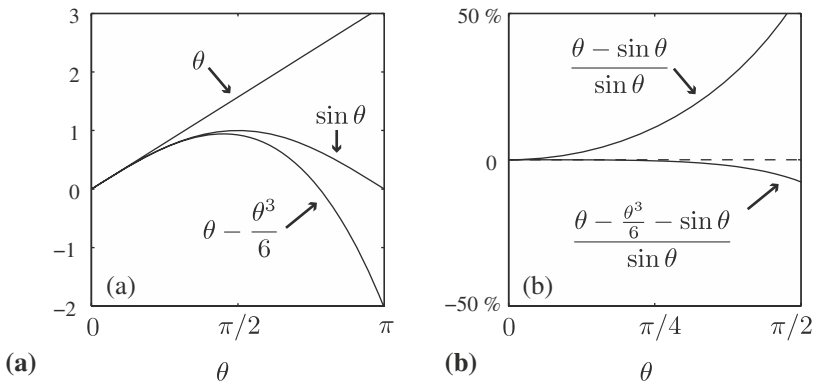 3
2
1
0
−1
−2
θ
sin θ
θ − θ³/6
(a)
0 π/2 π
(a)
θ
50 %
0
−50 %
(θ − sin θ)/sin θ
(θ − θ³/6 − sin θ)/sin θ
(b)
0 π/4 π/2
(b)
θ